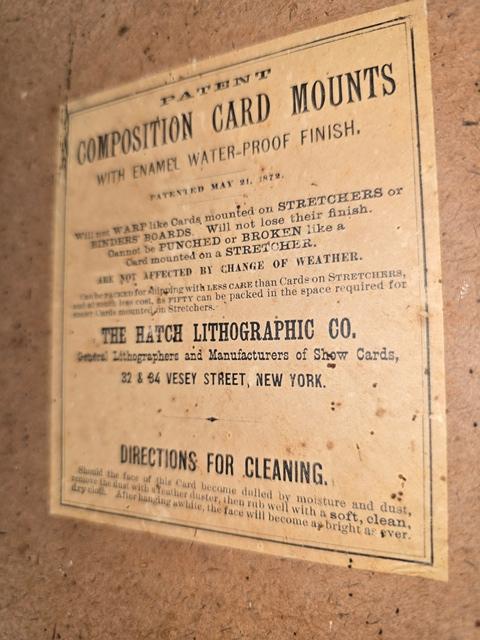 PATENT
COMPOSITION CARD MOUNTS
WITH ENAMEL WATER-PROOF FINISH.
PATENTED MAY 21, 1872.
Will not WARP like Cards mounted on STRETCHERS or
BINDERS' BOARDS. Will not lose their finish.
Cannot be PUNCHED or BROKEN like a
Card mounted on a STRETCHER.
ARE NOT AFFECTED BY CHANGE OF WEATHER.
Can be PACKED for shipping with LESS CARE than Cards on STRETCHERS,
and at much less cost, as FIFTY can be packed in the space required for
Cards mounted on Stretchers.
THE HATCH LITHOGRAPHIC CO.
General Lithographers and Manufacturers of Show Cards,
32 & 34 VESEY STREET, NEW YORK.
DIRECTIONS FOR CLEANING.
Should the face of this Card become dulled by moisture and dust,
remove the dust with a feather duster, then rub well with a soft, clean,
dry cloth. After hanging awhile, the face will become as bright as ever.